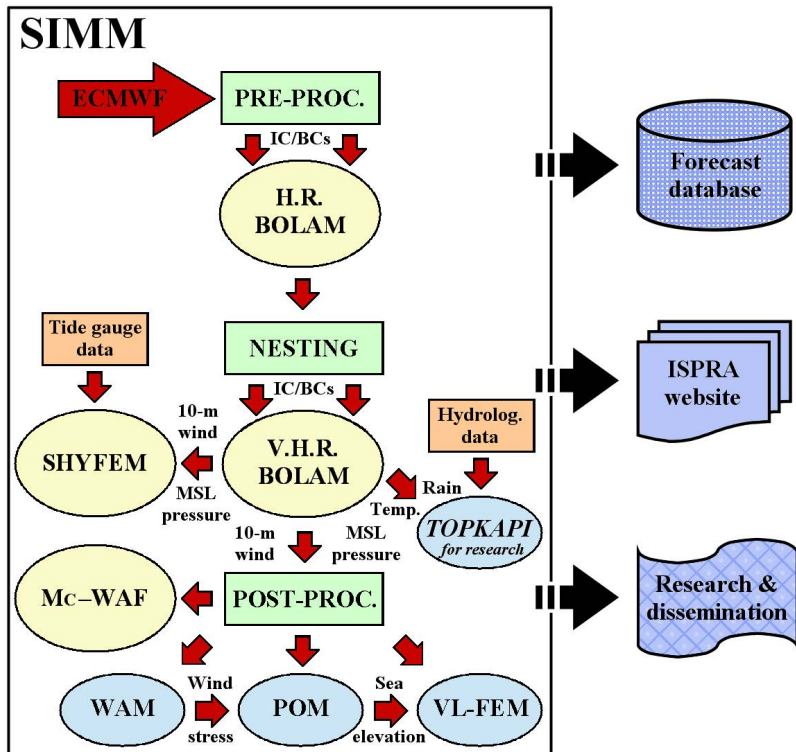 SIMM
ECMWF
PRE-PROC.
IC/BCs
H.R.
BOLAM
Forecast
database
Tide gauge
data
NESTING
ISPRA
website
IC/BCs
10-m
wind
Hydrolog.
data
SHYFEM
V.H.R.
BOLAM
MSL
pressure
Rain
Temp.
TOPKAPI
for research
10-m
wind
MSL
pressure
Mc–WAF
POST-PROC.
Research &
dissemination
WAM
Wind
stress
POM
Sea
elevation
VL-FEM